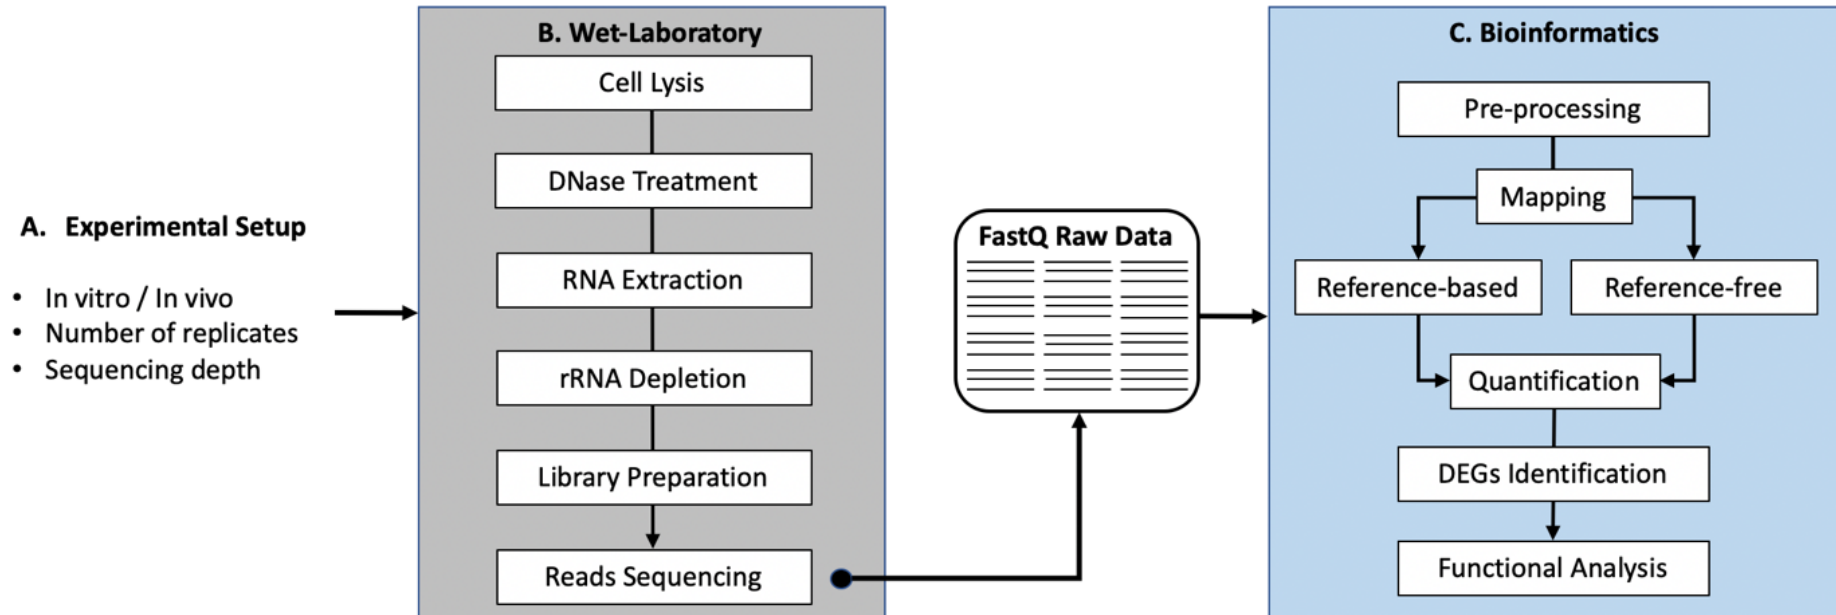 A. Experimental Setup
• In vitro / In vivo
• Number of replicates
• Sequencing depth
B. Wet-Laboratory
Cell Lysis
DNase Treatment
RNA Extraction
rRNA Depletion
Library Preparation
Reads Sequencing
FastQ Raw Data
C. Bioinformatics
Pre-processing
Mapping
Reference-based
Reference-free
Quantification
DEGs Identification
Functional Analysis